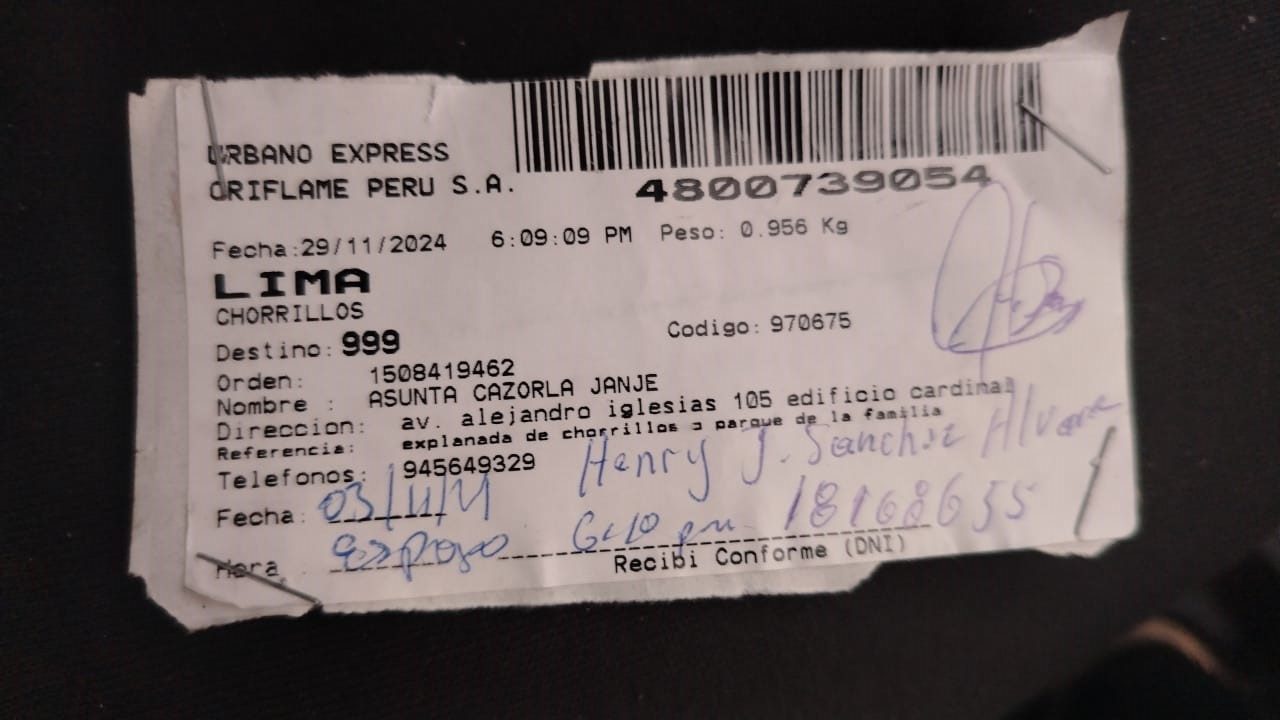 URBANO EXPRESS
ORIFLAME PERU S.A.
4800739054
Fecha:29/11/2024 6:09:09 PM Peso: 0.956 Kg
LIMA
CHORRILLOS
Destino: 999 Codigo: 970675
Orden: 1508419462
Nombre : ASUNTA CAZORLA JANJE
Direccion: av. alejandro iglesias 105 edificio cardinal
Referencia: explanada de chorrillos a parque de la familia
Telefonos: 945649329
Henry J. Sanchez Alvare
Fecha:
18168655
Hora
Recibi Conforme (DNI)